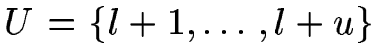 U = {l + 1, . . . , l + u}